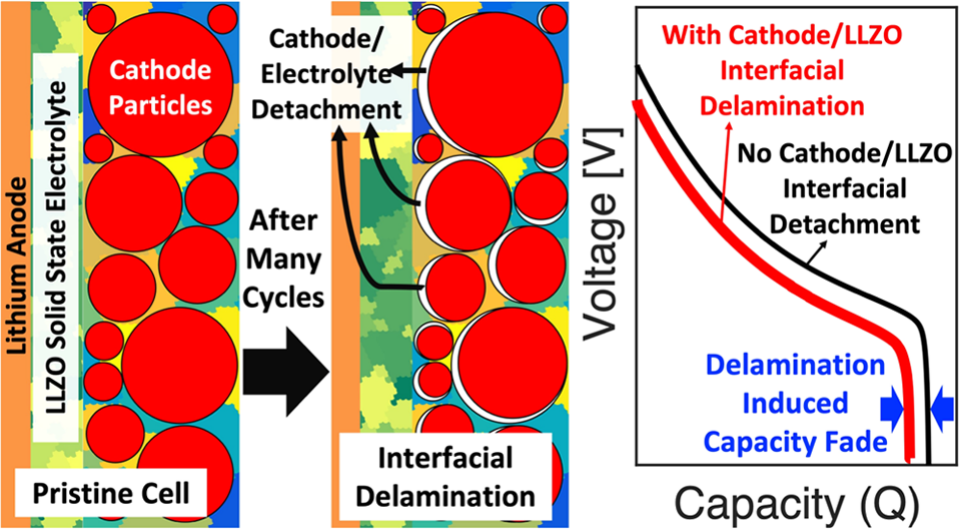 Lithium Anode
LLZO Solid State Electrolyte
Cathode
Particles
Pristine Cell
After
Many
Cycles
Cathode/
Electrolyte
Detachment
Interfacial
Delamination
With Cathode/LLZO
Interfacial
Delamination
No Cathode/LLZO
Interfacial
Detachment
Voltage [V]
Delamination
Induced
Capacity Fade
Capacity (Q)